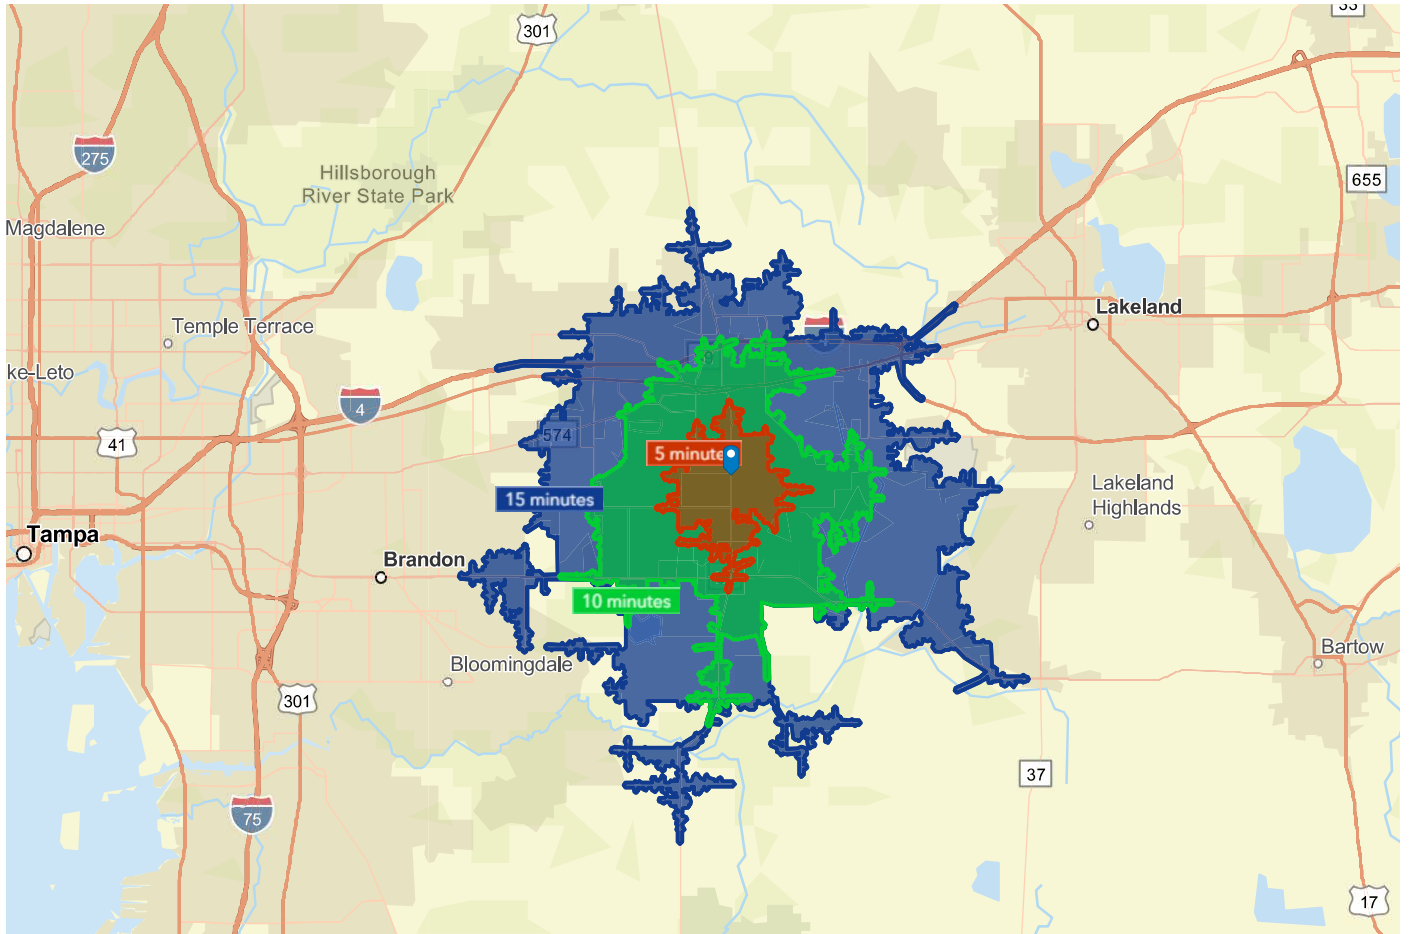 33
301
275
Hillsborough
River State Park
655
Magdalene
Temple Terrace
Lakeland
ke-Leto
4
41
574
5 minute
15 minutes
Lakeland
Highlands
Tampa
Brandon
10 minutes
Bartow
Bloomingdale
301
37
75
17